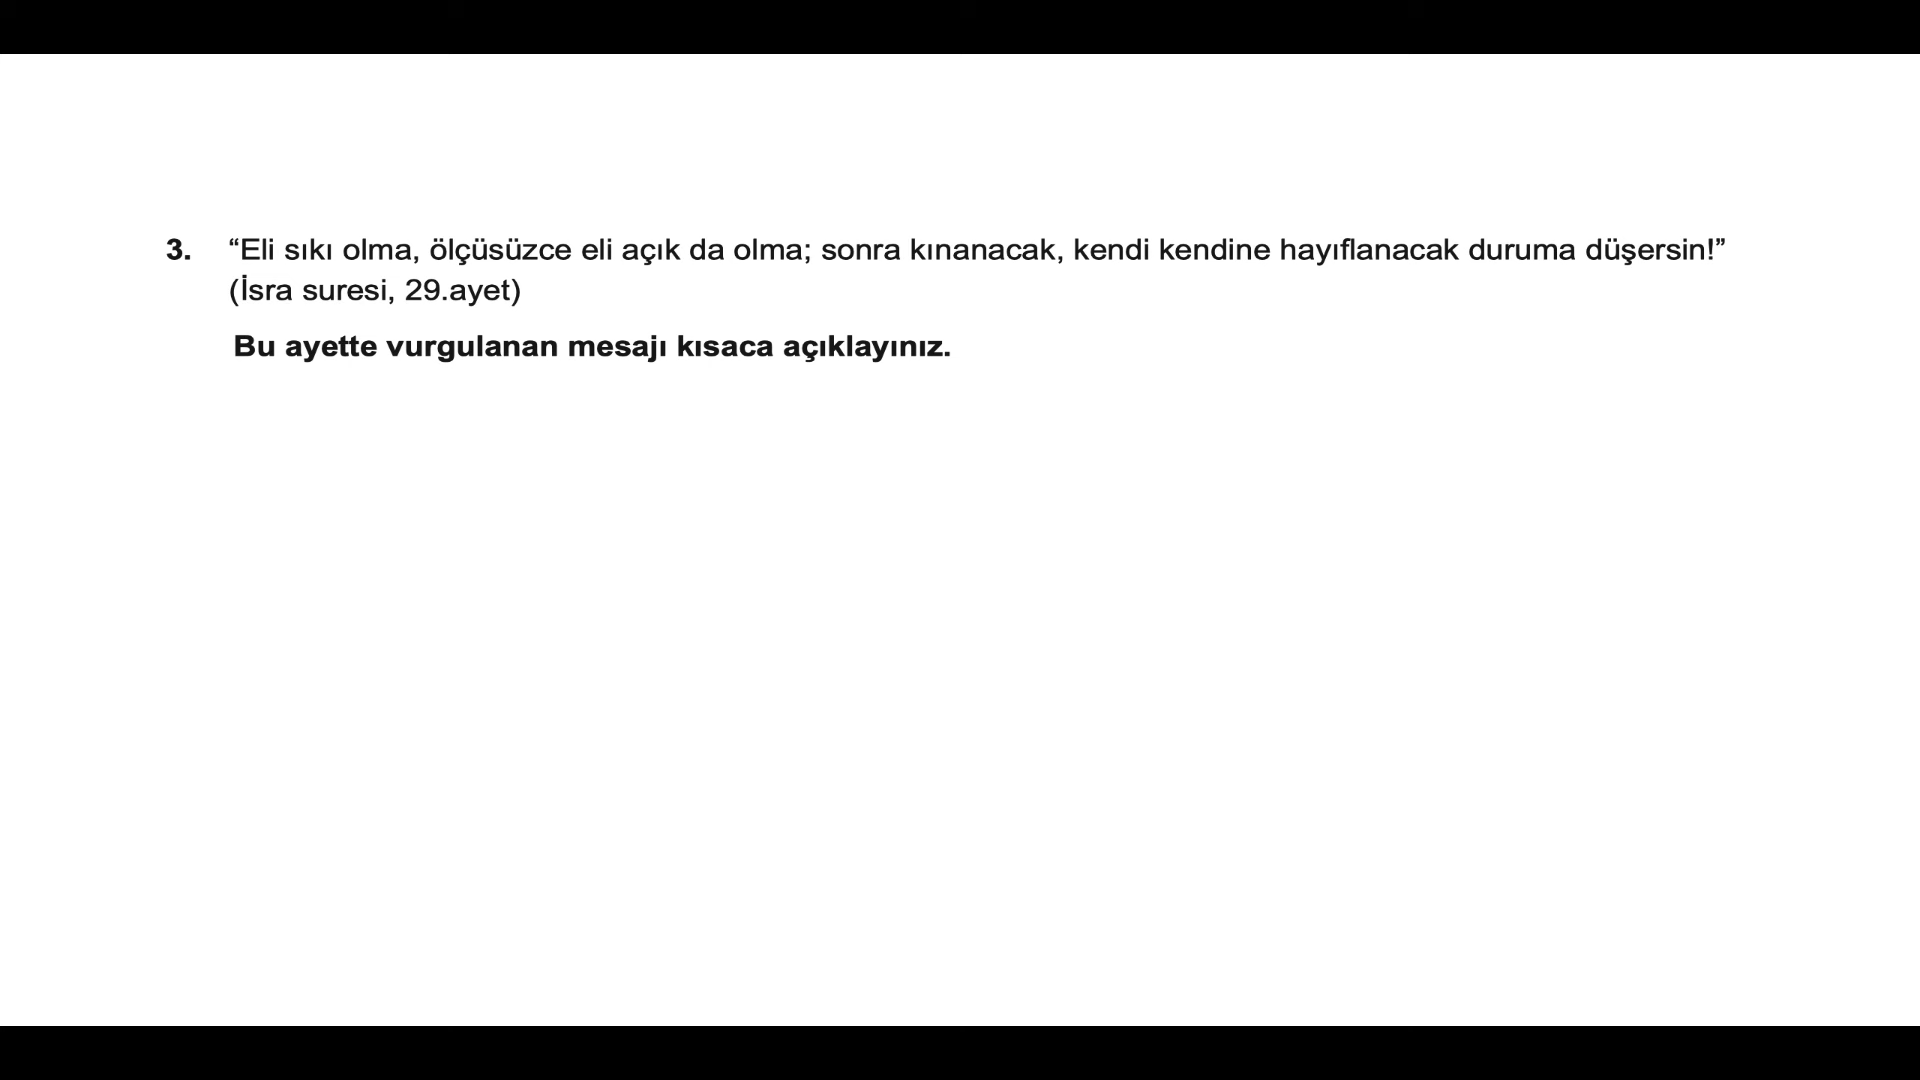 3. “Eli sıkı olma, ölçüsüzce eli açık da olma; sonra kınanacak, kendi kendine hayıflanacak duruma düşersin!”
(İsra suresi, 29.ayet)
Bu ayette vurgulanan mesajı kısaca açıklayınız.